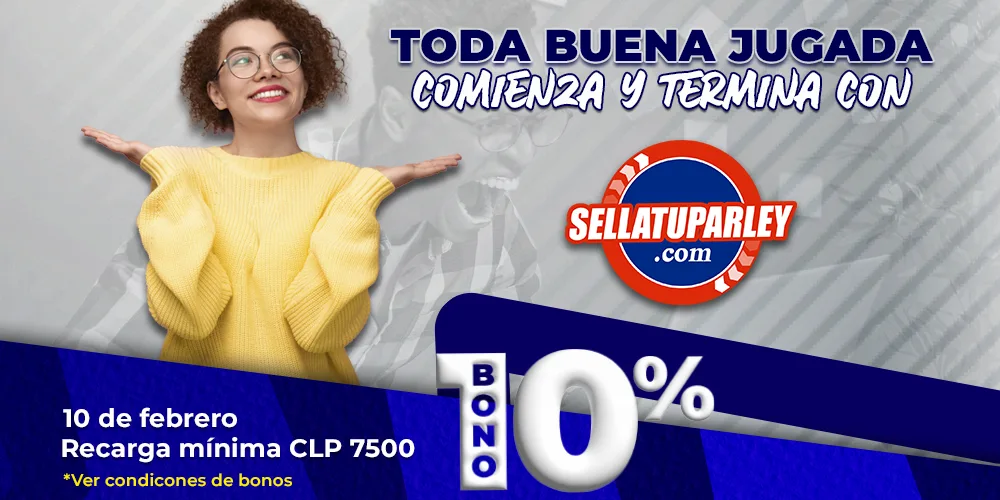 TODA BUENA JUGADA
COMIENZA Y TERMINA CON
SELLATUPARLEY
.com
BONO
10%
10 de febrero
Recarga mínima CLP 7500
*Ver condicones de bonos